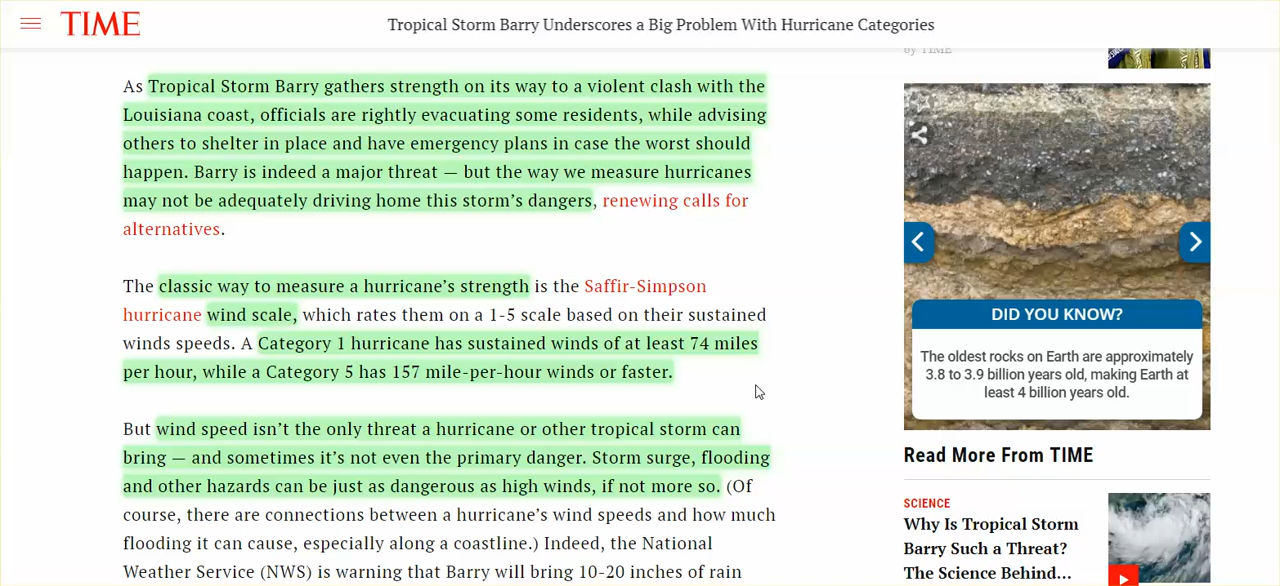 TIME
Tropical Storm Barry Underscores a Big Problem With Hurricane Categories
As Tropical Storm Barry gathers strength on its way to a violent clash with the
Louisiana coast, officials are rightly evacuating some residents, while advising
others to shelter in place and have emergency plans in case the worst should
happen. Barry is indeed a major threat — but the way we measure hurricanes
may not be adequately driving home this storm's dangers, renewing calls for
alternatives.
The classic way to measure a hurricane's strength is the Saffir-Simpson
hurricane wind scale, which rates them on a 1-5 scale based on their sustained
winds speeds. A Category 1 hurricane has sustained winds of at least 74 miles
per hour, while a Category 5 has 157 mile-per-hour winds or faster.
But wind speed isn't the only threat a hurricane or other tropical storm can
bring — and sometimes it's not even the primary danger. Storm surge, flooding
and other hazards can be just as dangerous as high winds, if not more so. (Of
course, there are connections between a hurricane's wind speeds and how much
flooding it can cause, especially along a coastline.) Indeed, the National
Weather Service (NWS) is warning that Barry will bring 10-20 inches of rain
by TIME
DID YOU KNOW?
The oldest rocks on Earth are approximately
3.8 to 3.9 billion years old, making Earth at
least 4 billion years old.
Read More From TIME
SCIENCE
Why Is Tropical Storm
Barry Such a Threat?
The Science Behind...